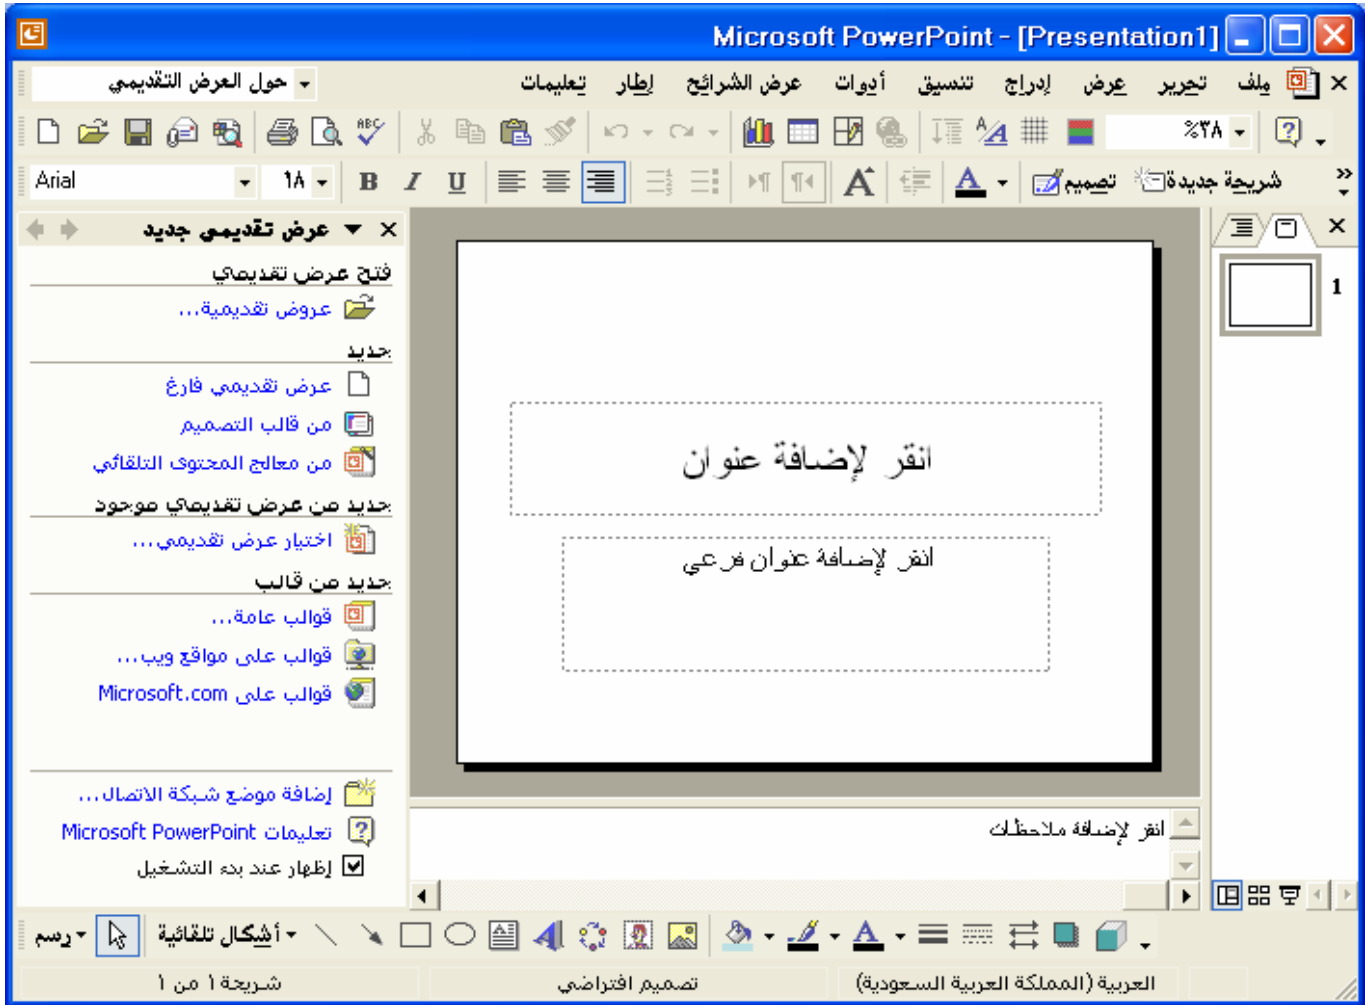 Microsoft PowerPoint - [Presentation1]
ملف تحرير عرض إدراج تنسيق أدوات عرض الشرائح إطار تعليمات حول العرض التقديمي
ABC ٣٨%
Arial ١٨ B I U A A شريحة جديدة تصميم
عرض تقديمي جديد
فتح عرض تقديمي
عروض تقديمية...
جديد
عرض تقديمي فارغ
من قالب التصميم
من معالج المحتوى التلقائي
جديد من عرض تقديمي موجود
اختيار عرض تقديمي...
جديد من قالب
قوالب عامة...
قوالب على مواقع ويب...
قوالب على Microsoft.com
إضافة موضع شبكة الاتصال...
تعليمات Microsoft PowerPoint
إظهار عند بدء التشغيل
انقر لإضافة عنوان
انقر لإضافة عنوان فرعي
انقر لإضافة ملاحظات
1
رسم أشكال تلقائية
شريحة ١ من ١ تصميم افتراضي العربية (المملكة العربية السعودية)